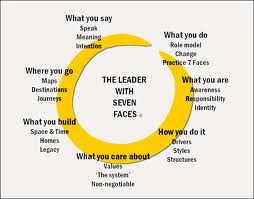 What you say
Speak
Meaning
Intention
What you do
Role model
Change
Practice 7 Faces
What you are
Awareness
Responsibility
Identity
How you do it
Drivers
Styles
Structures
What you care about
Values
'The system'
Non-negotiable
What you build
Space & Time
Homes
Legacy
Where you go
Maps
Destinations
Journeys
THE LEADER
WITH
SEVEN
FACES